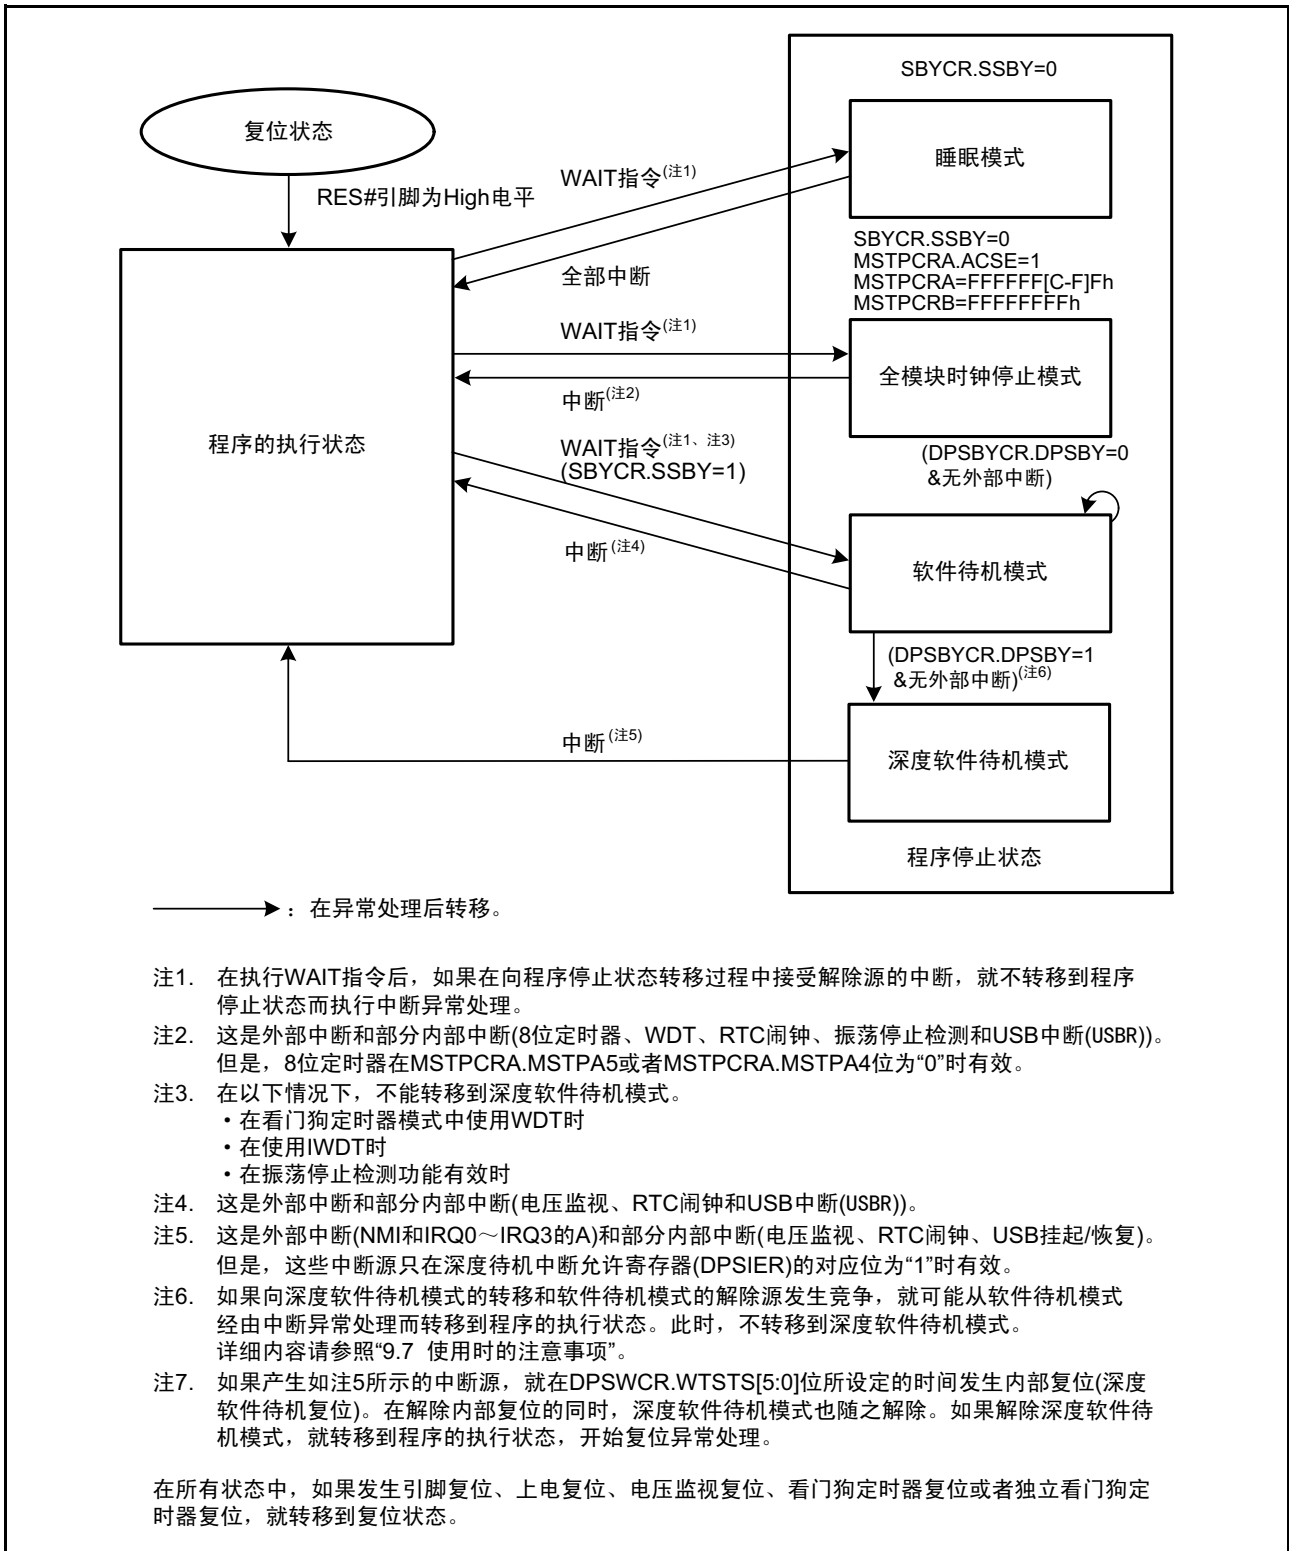 SBYCR.SSBY=0
复位状态
睡眠模式
WAIT指令(注1)
RES#引脚为High电平
SBYCR.SSBY=0
MSTPCRA.ACSE=1
MSTPCRA=FFFFFF[C-F]Fh
MSTPCRB=FFFFFFFFh
全部中断
WAIT指令(注1)
全模块时钟停止模式
中断(注2)
程序的执行状态
WAIT指令(注1、注3)
(SBYCR.SSBY=1)
(DPSBYCR.DPSBY=0
&无外部中断)
中断(注4)
软件待机模式
(DPSBYCR.DPSBY=1
&无外部中断)(注6)
中断(注5)
深度软件待机模式
程序停止状态
：在异常处理后转移。
注1. 在执行WAIT指令后，如果在向程序停止状态转移过程中接受解除源的中断，就不转移到程序
停止状态而执行中断异常处理。
注2. 这是外部中断和部分内部中断(8位定时器、WDT、RTC闹钟、振荡停止检测和USB中断(USBR))。
但是，8位定时器在MSTPCRA.MSTPA5或者MSTPCRA.MSTPA4位为“0”时有效。
注3. 在以下情况下，不能转移到深度软件待机模式。
・在看门狗定时器模式中使用WDT时
・在使用IWDT时
・在振荡停止检测功能有效时
注4. 这是外部中断和部分内部中断(电压监视、RTC闹钟和USB中断(USBR))。
注5. 这是外部中断(NMI和IRQ0～IRQ3的A)和部分内部中断(电压监视、RTC闹钟、USB挂起/恢复)。
但是，这些中断源只在深度待机中断允许寄存器(DPSIER)的对应位为“1”时有效。
注6. 如果向深度软件待机模式的转移和软件待机模式的解除源发生竞争，就可能从软件待机模式
经由中断异常处理而转移到程序的执行状态。此时，不转移到深度软件待机模式。
详细内容请参照“9.7 使用时的注意事项”。
注7. 如果产生如注5所示的中断源，就在DPSWCR.WTSTS[5:0]位所设定的时间发生内部复位(深度
软件待机复位)。在解除内部复位的同时，深度软件待机模式也随之解除。如果解除深度软件待
机模式，就转移到程序的执行状态，开始复位异常处理。
在所有状态中，如果发生引脚复位、上电复位、电压监视复位、看门狗定时器复位或者独立看门狗定
时器复位，就转移到复位状态。